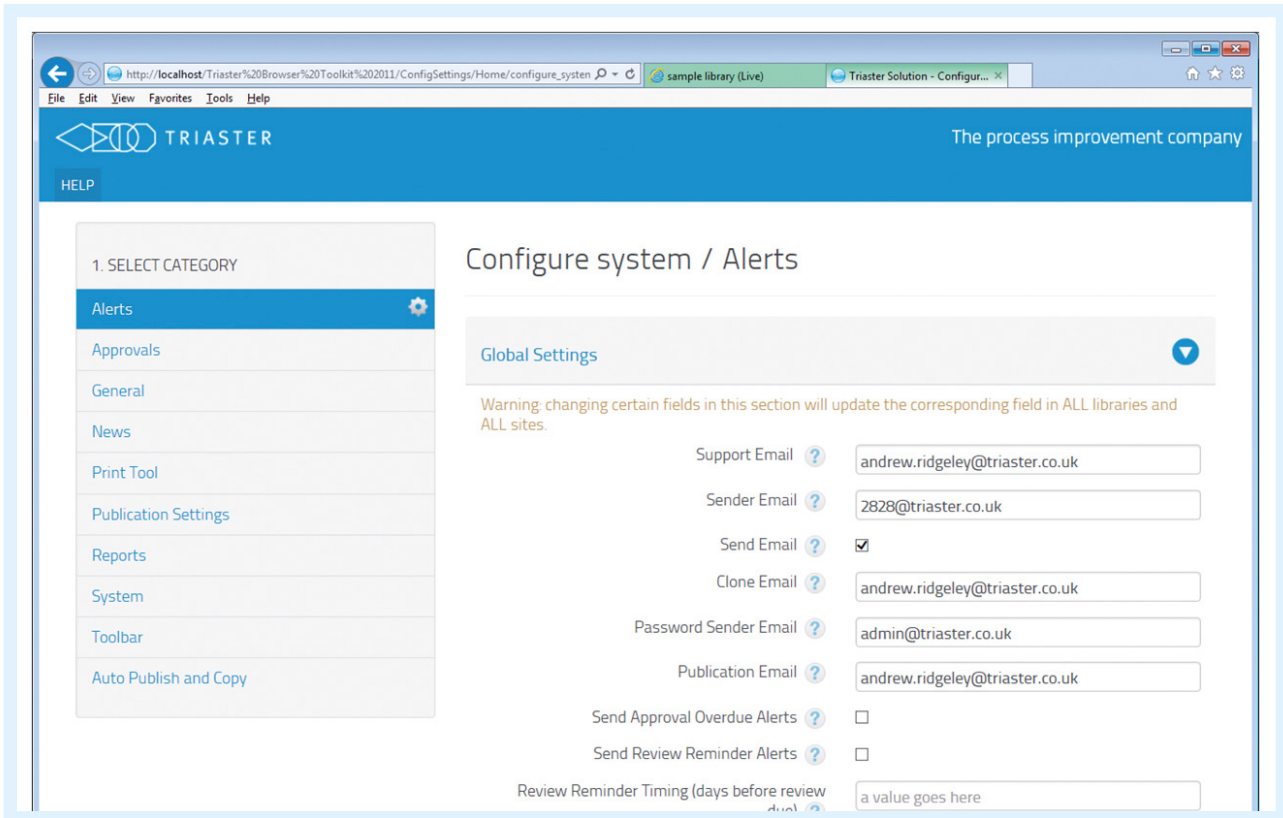 http://localhost/Triaster%20Browser%20Toolkit%202011/ConfigSettings/Home/configure_systen
sample library (Live)
Triaster Solution - Configur...
File Edit View Favorites Tools Help
TRIASTER
The process improvement company
HELP
1. SELECT CATEGORY
Alerts
Approvals
General
News
Print Tool
Publication Settings
Reports
System
Toolbar
Auto Publish and Copy
Configure system / Alerts
Global Settings
Warning: changing certain fields in this section will update the corresponding field in ALL libraries and
ALL sites.
Support Email ? andrew.ridgeley@triaster.co.uk
Sender Email ? 2828@triaster.co.uk
Send Email ?
Clone Email ? andrew.ridgeley@triaster.co.uk
Password Sender Email ? admin@triaster.co.uk
Publication Email ? andrew.ridgeley@triaster.co.uk
Send Approval Overdue Alerts ?
Send Review Reminder Alerts ?
Review Reminder Timing (days before review
due) ?
a value goes here